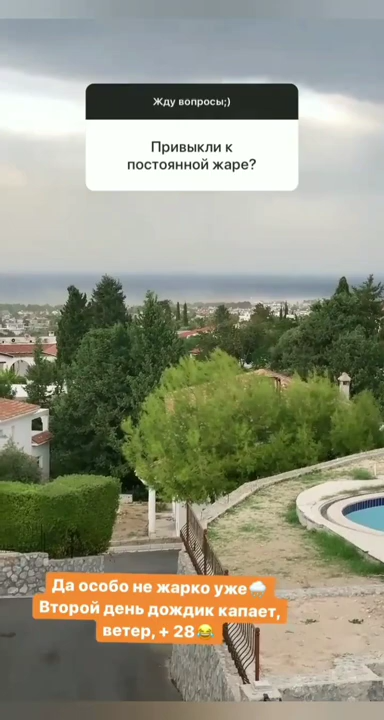 Жду вопросы;)
Привыкли к
постоянной жаре?
Да особо не жарко уже🌧️
Второй день дождик капает,
ветер, + 28😂